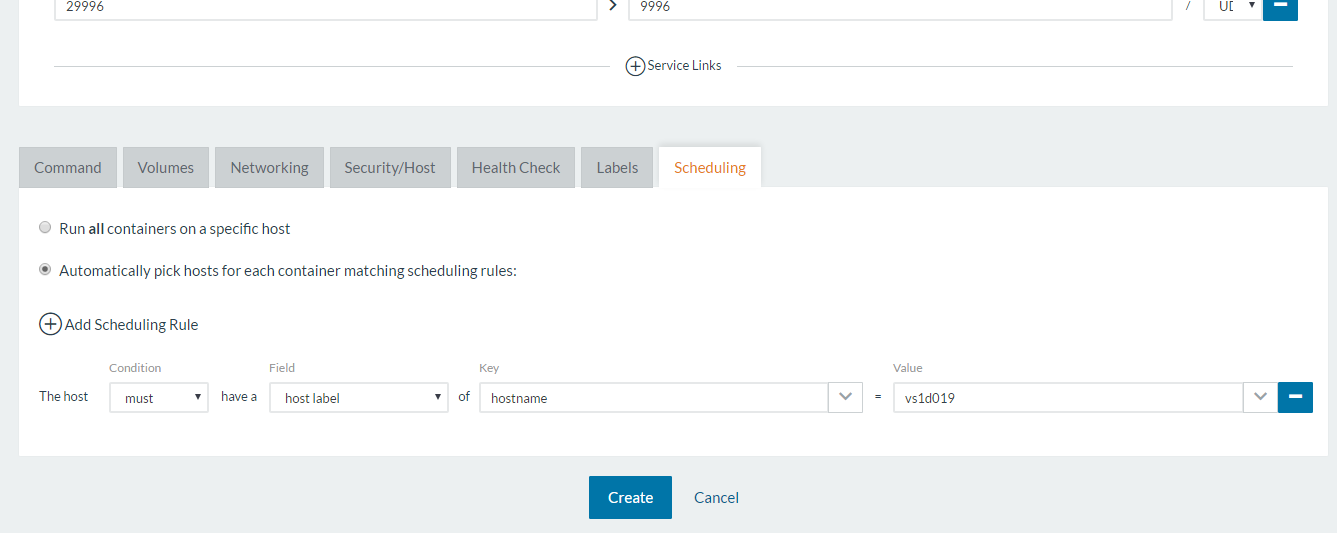 29996 > 9996 /
Service Links
Command Volumes Networking Security/Host Health Check Labels Scheduling
Run all containers on a specific host
Automatically pick hosts for each container matching scheduling rules:
Add Scheduling Rule
Condition Field Key Value
The host must have a host label of hostname = vs1d019
Create Cancel